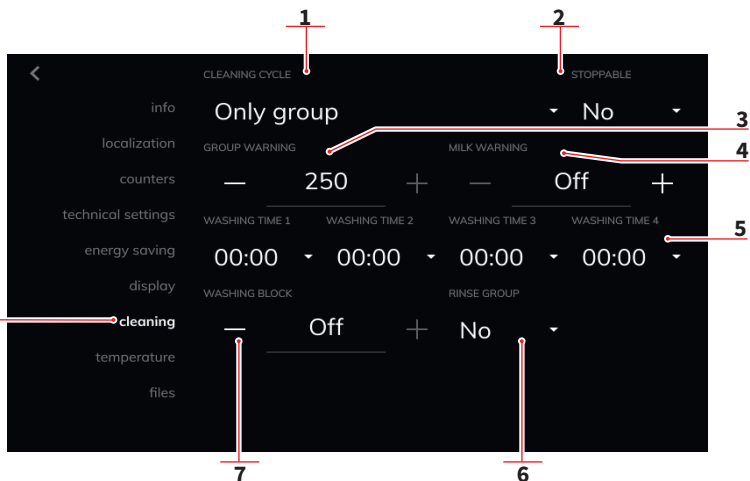 1 2
CLEANING CYCLE STOPPABLE
info Only group No
3
localization GROUP WARNING MILK WARNING 4
counters 250 Off
technical settings WASHING TIME 1 WASHING TIME 2 WASHING TIME 3 WASHING TIME 4
5
energy saving 00:00 00:00 00:00 00:00
display WASHING BLOCK RINSE GROUP
cleaning Off No
temperature
files
7 6